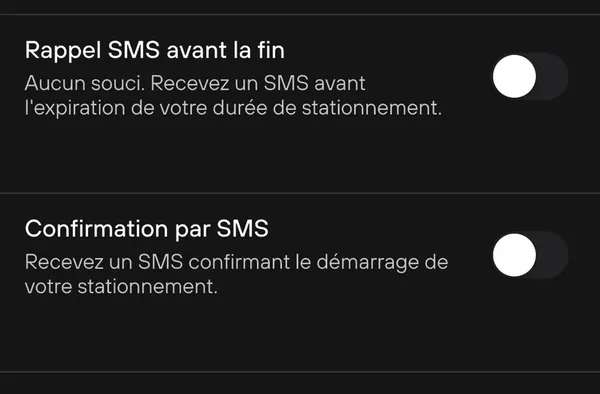 Rappel SMS avant la fin
Aucun souci. Recevez un SMS avant
l'expiration de votre durée de stationnement.
Confirmation par SMS
Recevez un SMS confirmant le démarrage de
votre stationnement.